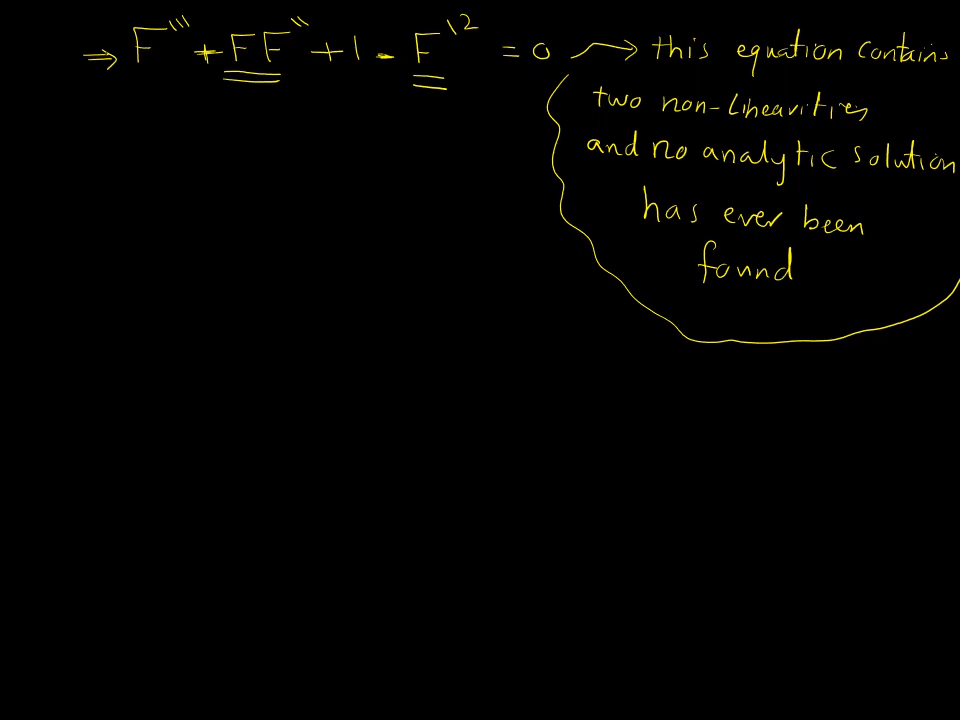 ⇒ F''' + FF'' + 1 - F'² = 0 → this equation contains
two non-linearities
and no analytic solution
has ever been
found